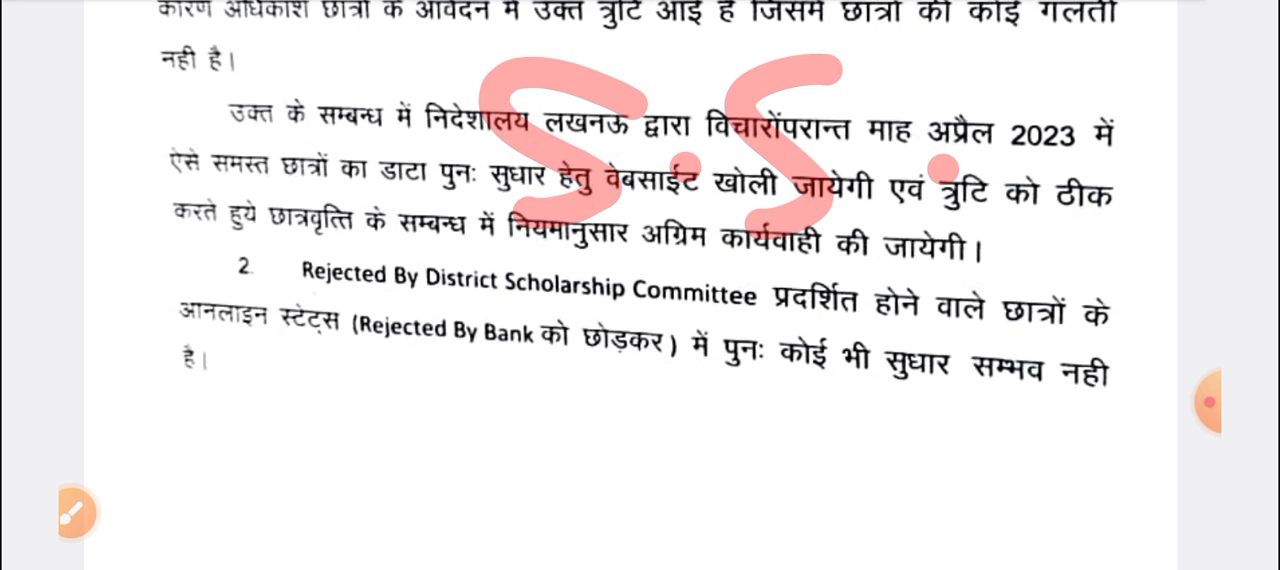 कारण अधिकांश छात्रों के आवेदन में उक्त त्रुटि आई है जिसमें छात्रों की कोई गलती
नही है।
उक्त के सम्बन्ध में निदेशालय लखनऊ द्वारा विचारोंपरान्त माह अप्रैल 2023 में
ऐसे समस्त छात्रों का डाटा पुनः सुधार हेतु वेबसाईट खोली जायेगी एवं त्रुटि को ठीक
करते हुये छात्रवृत्ति के सम्बन्ध में नियमानुसार अग्रिम कार्यवाही की जायेगी।
2. Rejected By District Scholarship Committee प्रदर्शित होने वाले छात्रों के
आनलाइन स्टेट्स (Rejected By Bank को छोड़कर) में पुनः कोई भी सुधार सम्भव नही
है।
S.S.